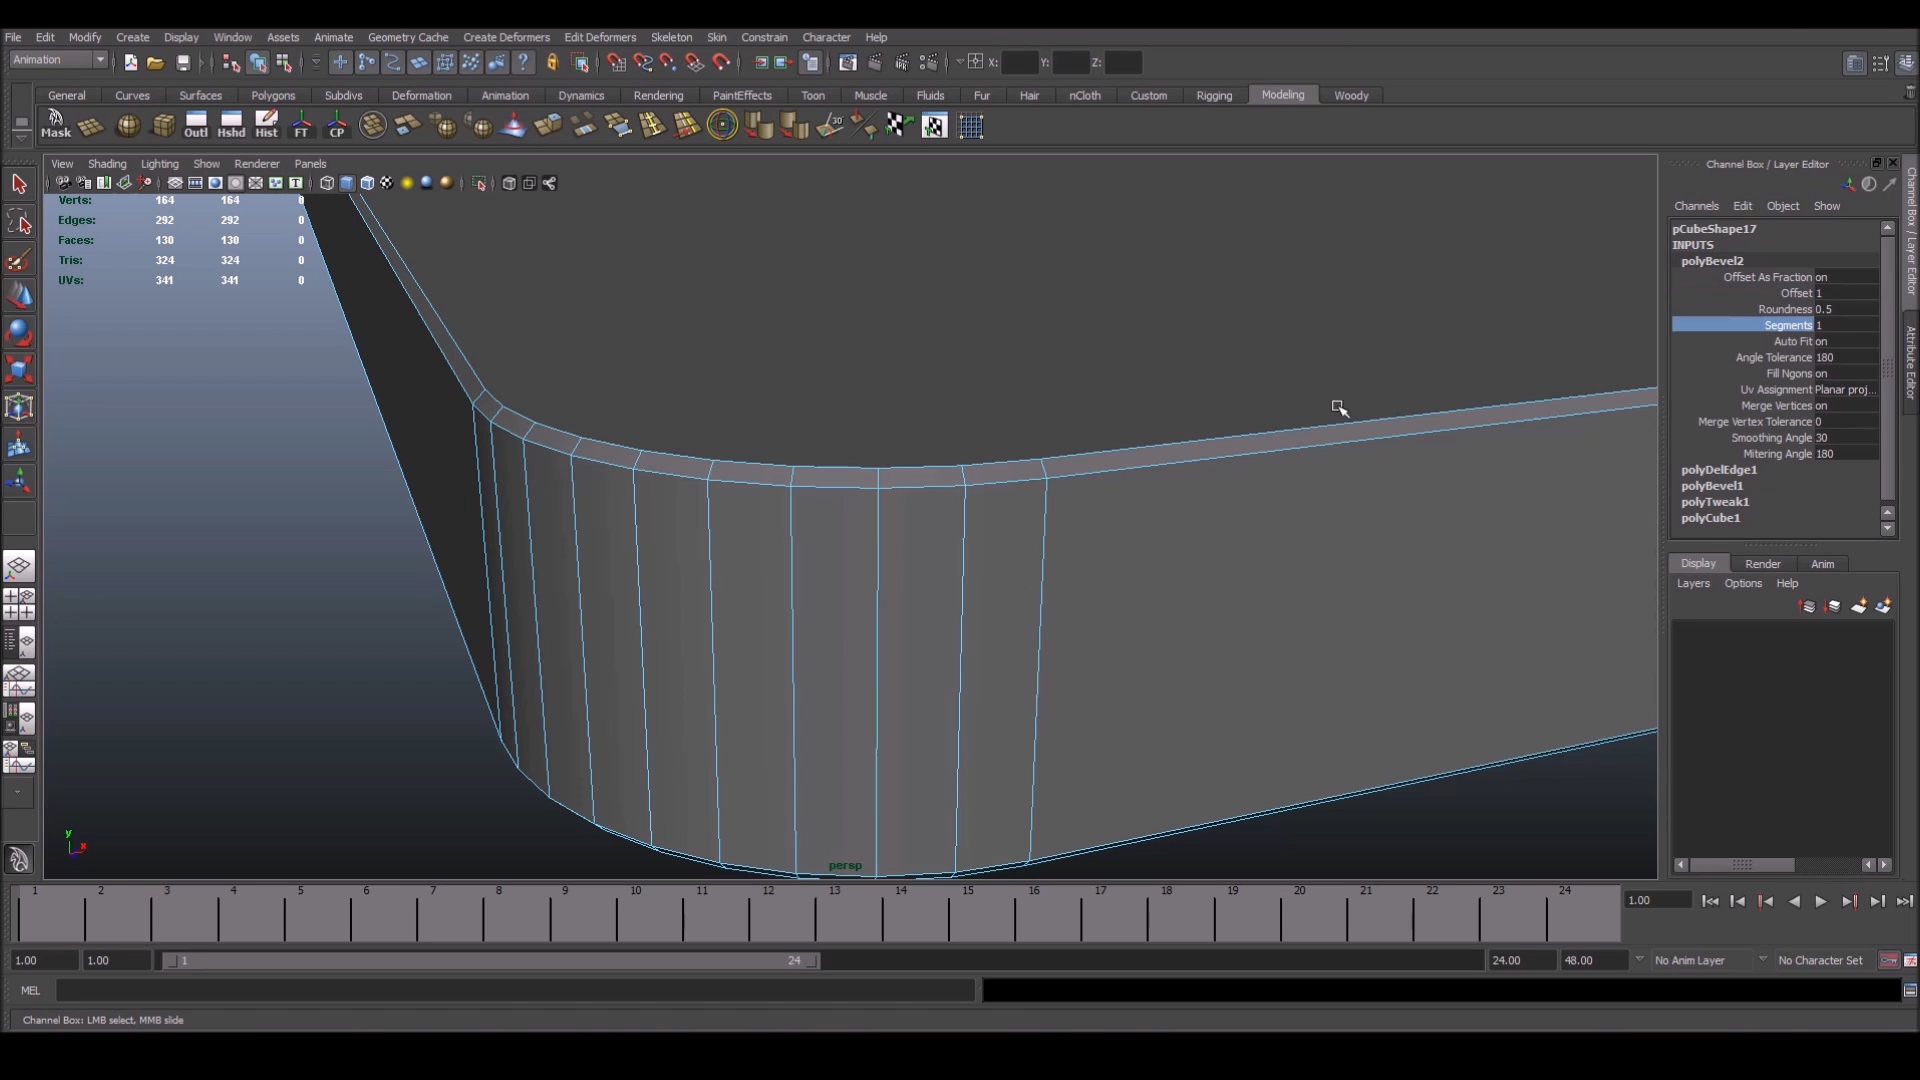 File Edit Modify Create Display Window Assets Animate Geometry Cache Create Deformers Edit Deformers Skeleton Skin Constrain Character Help
Animation X: Y: Z:
General Curves Surfaces Polygons Subdivs Deformation Animation Dynamics Rendering PaintEffects Toon Muscle Fluids Fur Hair nCloth Custom Rigging Modeling Woody
Mask Outl Hshd Hist FT CP 30
View Shading Lighting Show Renderer Panels
Channel Box / Layer Editor
Verts: 164 164 0
Edges: 292 292 0
Faces: 130 130 0
Tris: 324 324 0
UVs: 341 341 0
Channels Edit Object Show
pCubeShape17
INPUTS
polyBevel2
Offset As Fraction on
Offset 1
Roundness 0.5
Segments 1
Auto Fit on
Angle Tolerance 180
Fill Ngons on
Uv Assignment Planar proj...
Merge Vertices on
Merge Vertex Tolerance 0
Smoothing Angle 30
Mitering Angle 180
polyDelEdge1
polyBevel1
polyTweak1
polyCube1
Channel Box / Layer Editor
Attribute Editor
Display Render Anim
Layers Options Help
y
x
persp
1 2 3 4 5 6 7 8 9 10 11 12 13 14 15 16 17 18 19 20 21 22 23 24
1.00
1.00 1.00 1 24 24.00 48.00 No Anim Layer No Character Set
MEL
Channel Box: LMB select, MMB slide